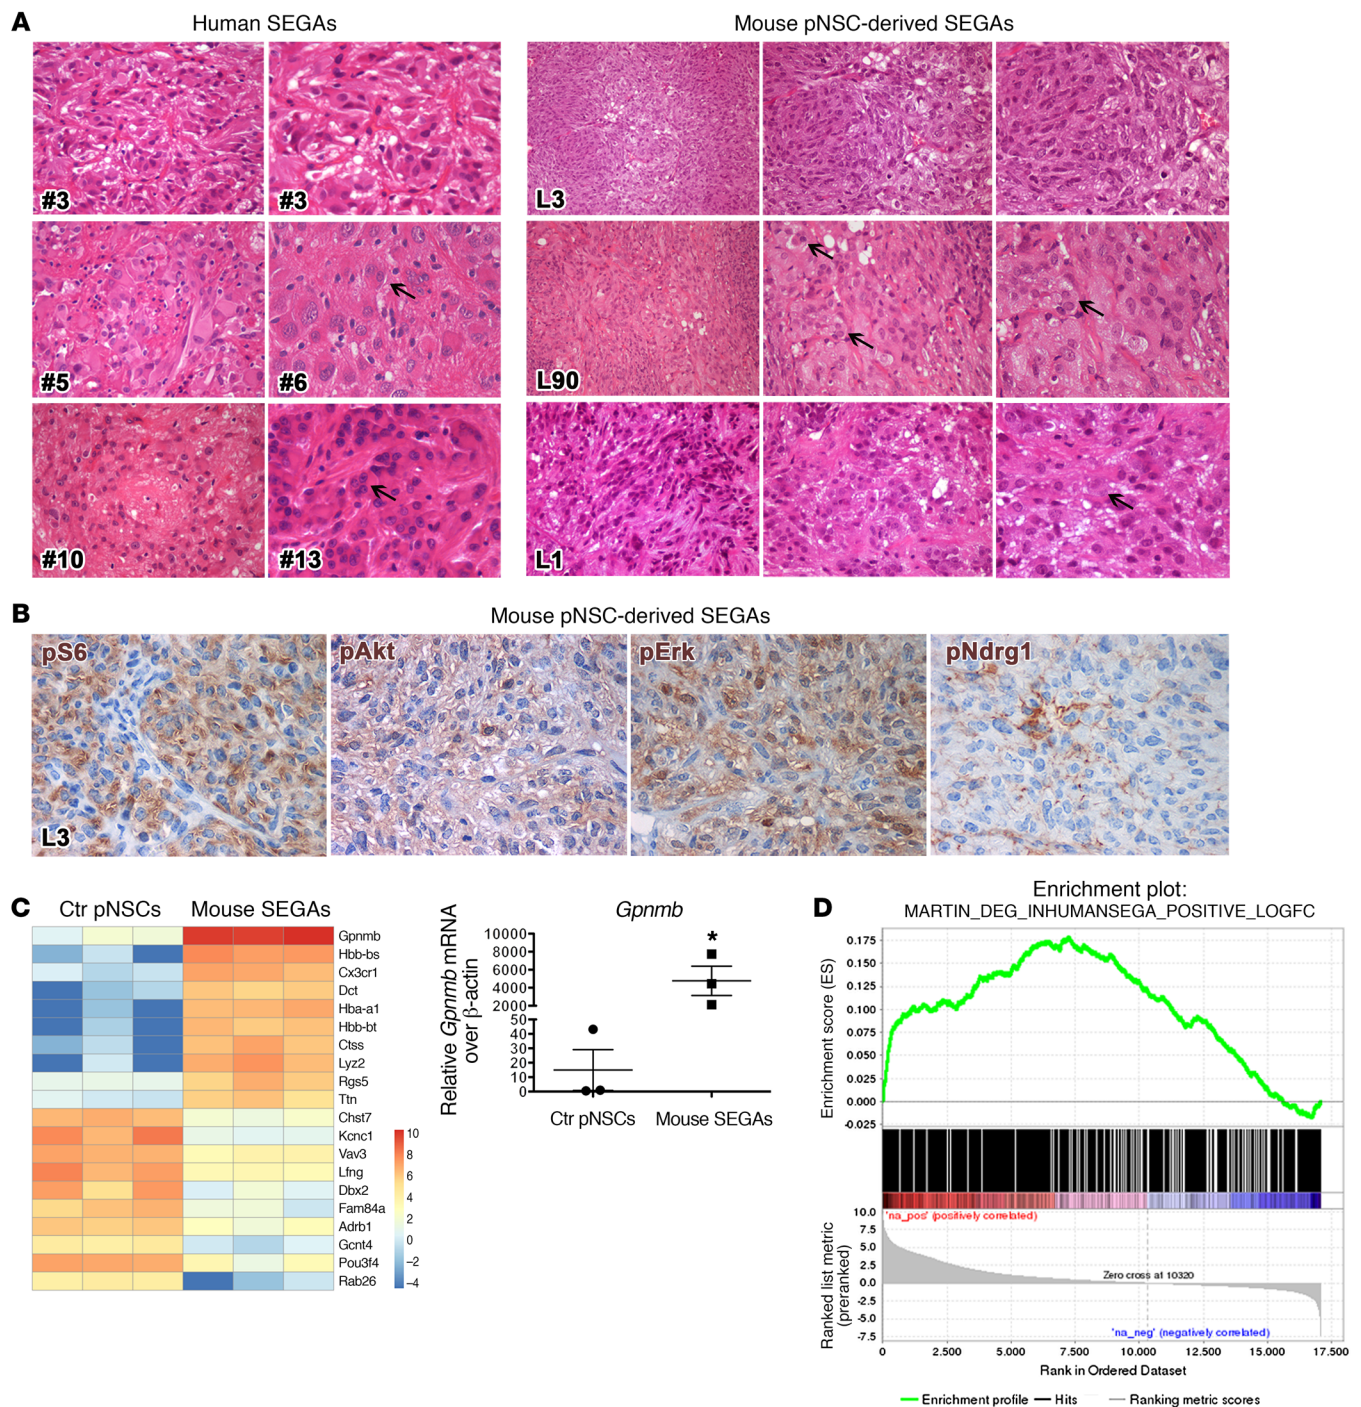 A
Human SEGAs
Mouse pNSC-derived SEGAs
#3
#3
L3
#5
#6
L90
#10
#13
L1
B
Mouse pNSC-derived SEGAs
pS6
pAkt
pErk
pNdrg1
L3
C
Ctr pNSCs
Mouse SEGAs
Gpnmb
Hbb-bs
Cx3cr1
Dct
Hba-a1
Hbb-bt
Ctss
Lyz2
Rgs5
Ttn
Chst7
Kcnc1
Vav3
Lfng
Dbx2
Fam84a
Adrb1
Gcnt4
Pou3f4
Rab26
10
8
6
4
2
0
−2
−4
Gpnmb
Relative Gpnmb mRNA
over β-actin
10000
8000
6000
4000
2000
50
40
30
20
10
0
*
Ctr pNSCs
Mouse SEGAs
D
Enrichment plot:
MARTIN_DEG_INHUMANSEGA_POSITIVE_LOGFC
Enrichment score (ES)
0.175
0.150
0.125
0.100
0.075
0.050
0.025
0.000
-0.025
'na_pos' (positively correlated)
Ranked list metric
(preranked)
10.0
7.5
5.0
2.5
0.0
-2.5
-5.0
-7.5
Zero cross at 10320
'na_neg' (negatively correlated)
0
2.500
5.000
7.500
10.000
12.500
15.000
17.500
Rank in Ordered Dataset
Enrichment profile
Hits
Ranking metric scores